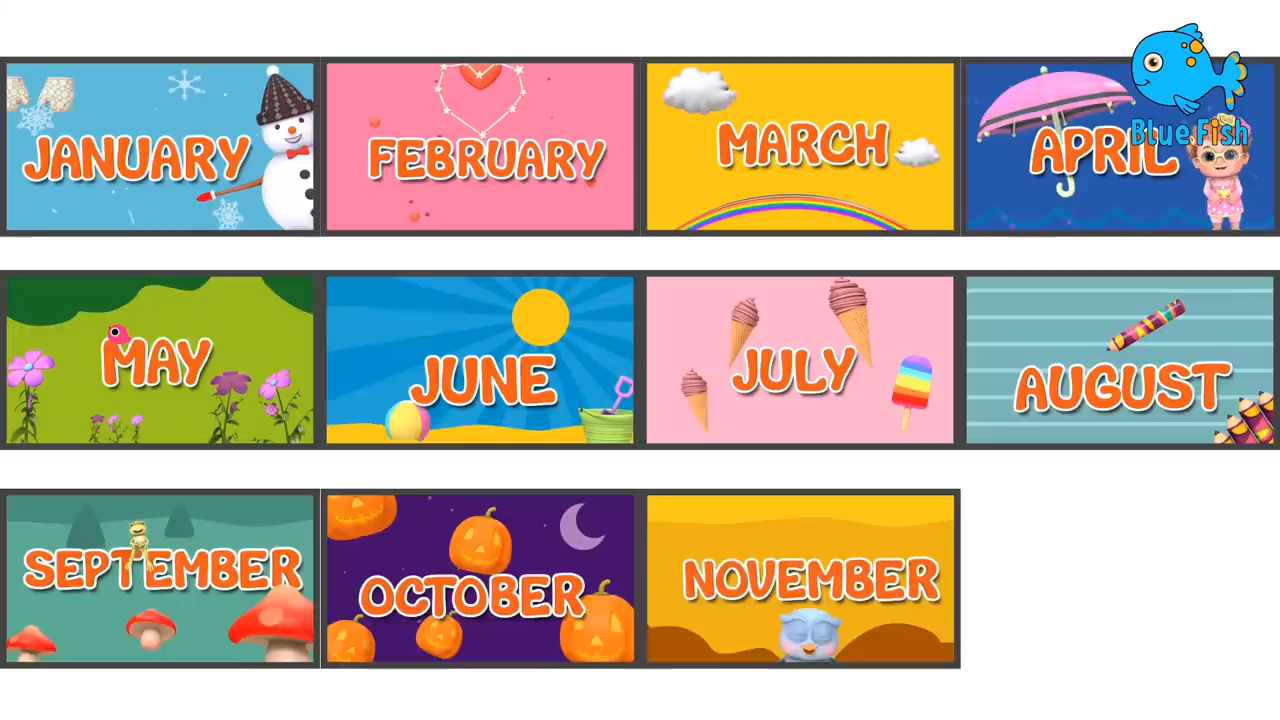 JANUARY
FEBRUARY
MARCH
APRIL
Blue Fish
MAY
JUNE
JULY
AUGUST
SEPTEMBER
OCTOBER
NOVEMBER